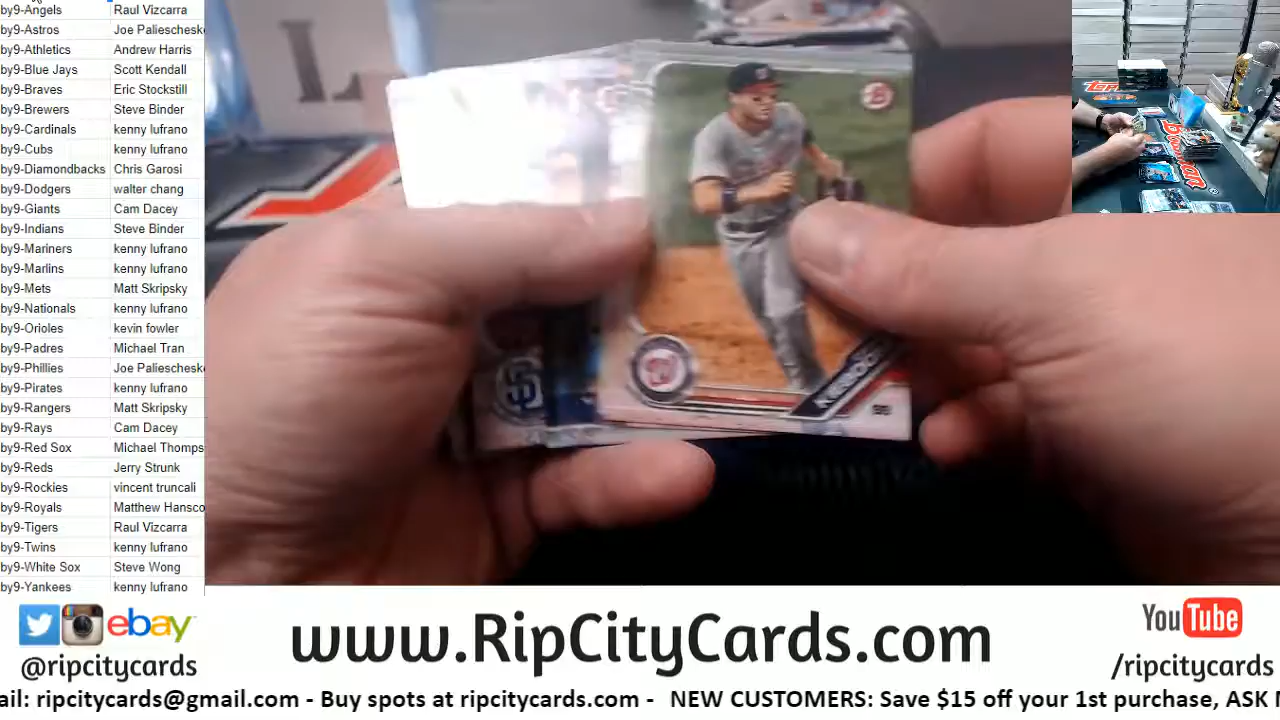 by9-Angels Raul Vizcarra
by9-Astros Joe Paliescheske
by9-Athletics Andrew Harris
by9-Blue Jays Scott Kendall
by9-Braves Eric Stockstill
by9-Brewers Steve Binder
by9-Cardinals kenny lufrano
by9-Cubs kenny lufrano
by9-Diamondbacks Chris Garosi
by9-Dodgers walter chang
by9-Giants Cam Dacey
by9-Indians Steve Binder
by9-Mariners kenny lufrano
by9-Marlins kenny lufrano
by9-Mets Matt Skripsky
by9-Nationals kenny lufrano
by9-Orioles kevin fowler
by9-Padres Michael Tran
by9-Phillies Joe Paliescheske
by9-Pirates kenny lufrano
by9-Rangers Matt Skripsky
by9-Rays Cam Dacey
by9-Red Sox Michael Thomps
by9-Reds Jerry Strunk
by9-Rockies vincent truncali
by9-Royals Matthew Hansco
by9-Tigers Raul Vizcarra
by9-Twins kenny lufrano
by9-White Sox Steve Wong
by9-Yankees kenny lufrano
ebay
@ripcitycards
www.RipCityCards.com
YouTube
/ripcitycards
ail: ripcitycards@gmail.com - Buy spots at ripcitycards.com - NEW CUSTOMERS: Save $15 off your 1st purchase, ASK